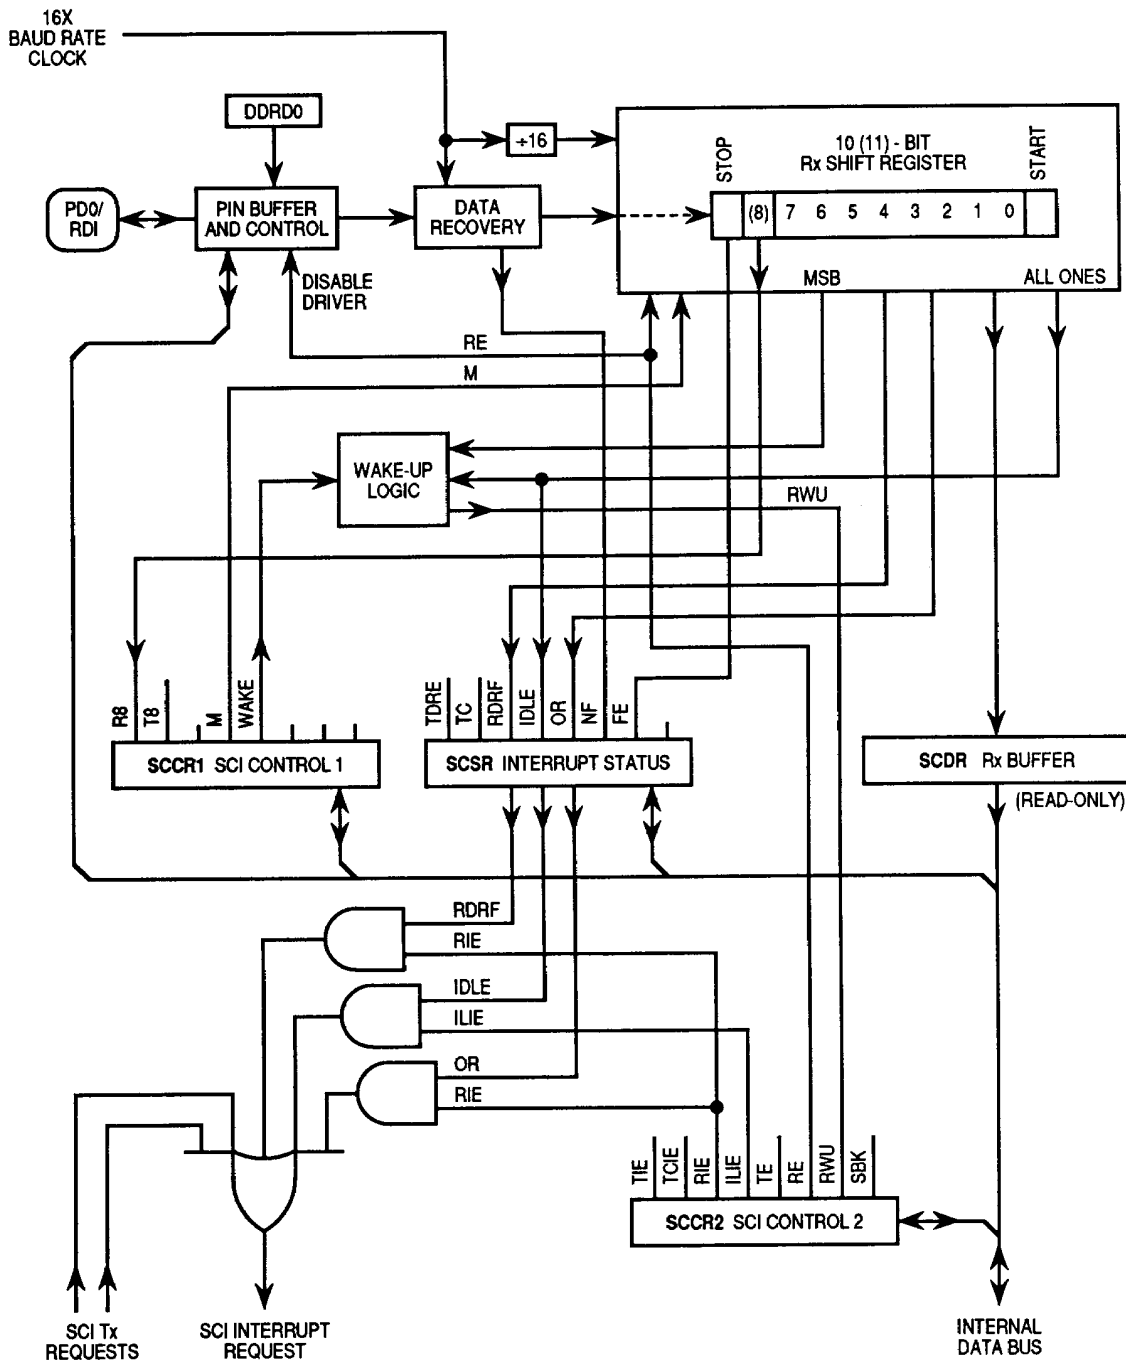 16X
BAUD RATE
CLOCK
DDRD0
÷16
10 (11) - BIT
Rx SHIFT REGISTER
STOP
START
(8) 7 6 5 4 3 2 1 0
PD0/
RDI
PIN BUFFER
AND CONTROL
DATA
RECOVERY
DISABLE
DRIVER
MSB
ALL ONES
RE
M
WAKE-UP
LOGIC
RWU
R8
T8
M
WAKE
TDRE
TC
RDRF
IDLE
OR
NF
FE
SCCR1 SCI CONTROL 1
SCSR INTERRUPT STATUS
SCDR Rx BUFFER
(READ-ONLY)
RDRF
RIE
IDLE
ILIE
OR
RIE
TIE
TCIE
RIE
ILIE
TE
RE
RWU
SBK
SCCR2 SCI CONTROL 2
SCI Tx
REQUESTS
SCI INTERRUPT
REQUEST
INTERNAL
DATA BUS